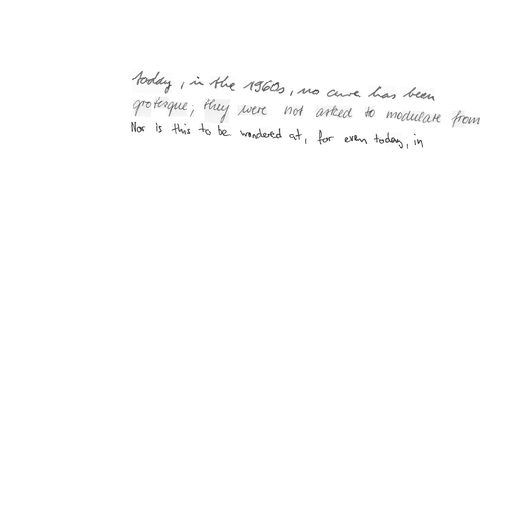 today, in the 1960s, no cure has been
grotesque; they were not asked to modulate from
Nor is this to be wondered at, for even today, in